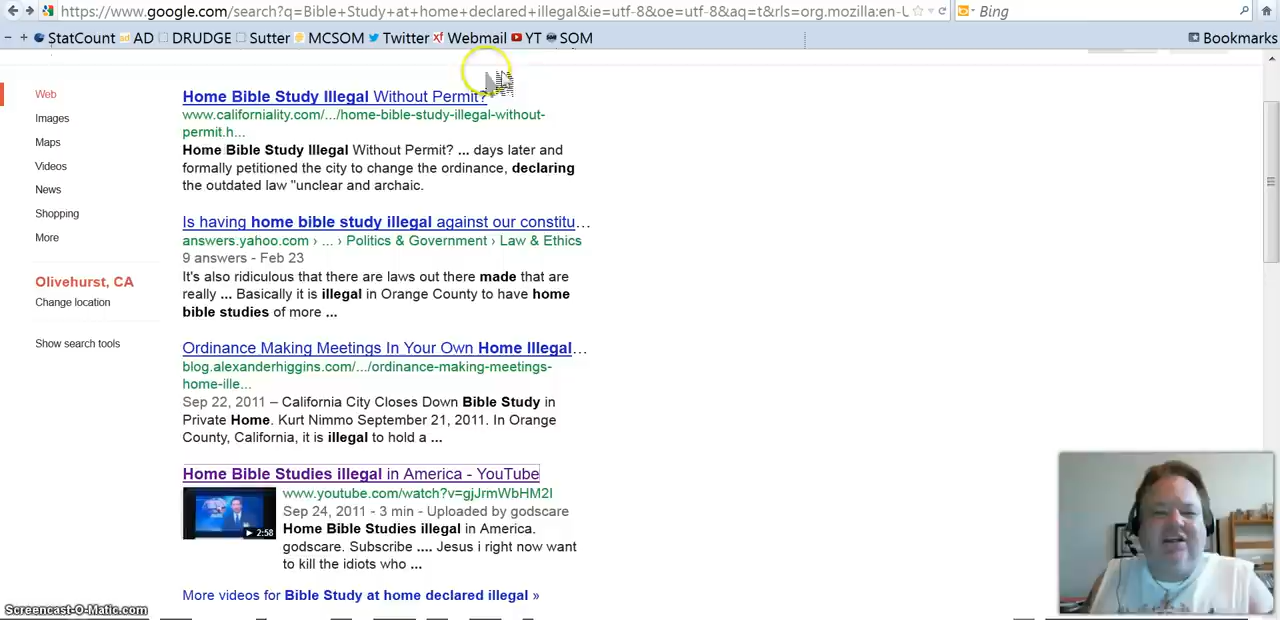 https://www.google.com/search?q=Bible+Study+at+home+declared+illegal&ie=utf-8&oe=utf-8&aq=t&rls=org.mozilla:en-U
Bing
− + StatCount AD DRUDGE Sutter MCSOM Twitter Webmail YT SOM
Bookmarks
Web
Images
Maps
Videos
News
Shopping
More
Olivehurst, CA
Change location
Show search tools
Home Bible Study Illegal Without Permit?
www.californiality.com/.../home-bible-study-illegal-without-
permit.h...
Home Bible Study Illegal Without Permit? ... days later and
formally petitioned the city to change the ordinance, declaring
the outdated law "unclear and archaic.
Is having home bible study illegal against our constitu...
answers.yahoo.com › ... › Politics & Government › Law & Ethics
9 answers - Feb 23
It's also ridiculous that there are laws out there made that are
really ... Basically it is illegal in Orange County to have home
bible studies of more ...
Ordinance Making Meetings In Your Own Home Illegal...
blog.alexanderhiggins.com/.../ordinance-making-meetings-
home-ille...
Sep 22, 2011 – California City Closes Down Bible Study in
Private Home. Kurt Nimmo September 21, 2011. In Orange
County, California, it is illegal to hold a ...
Home Bible Studies illegal in America - YouTube
www.youtube.com/watch?v=gjJrmWbHM2I
Sep 24, 2011 - 3 min - Uploaded by godscare
Home Bible Studies illegal in America.
godscare. Subscribe .... Jesus i right now want
to kill the idiots who ...
2:58
More videos for Bible Study at home declared illegal »
Screencast-O-Matic.com